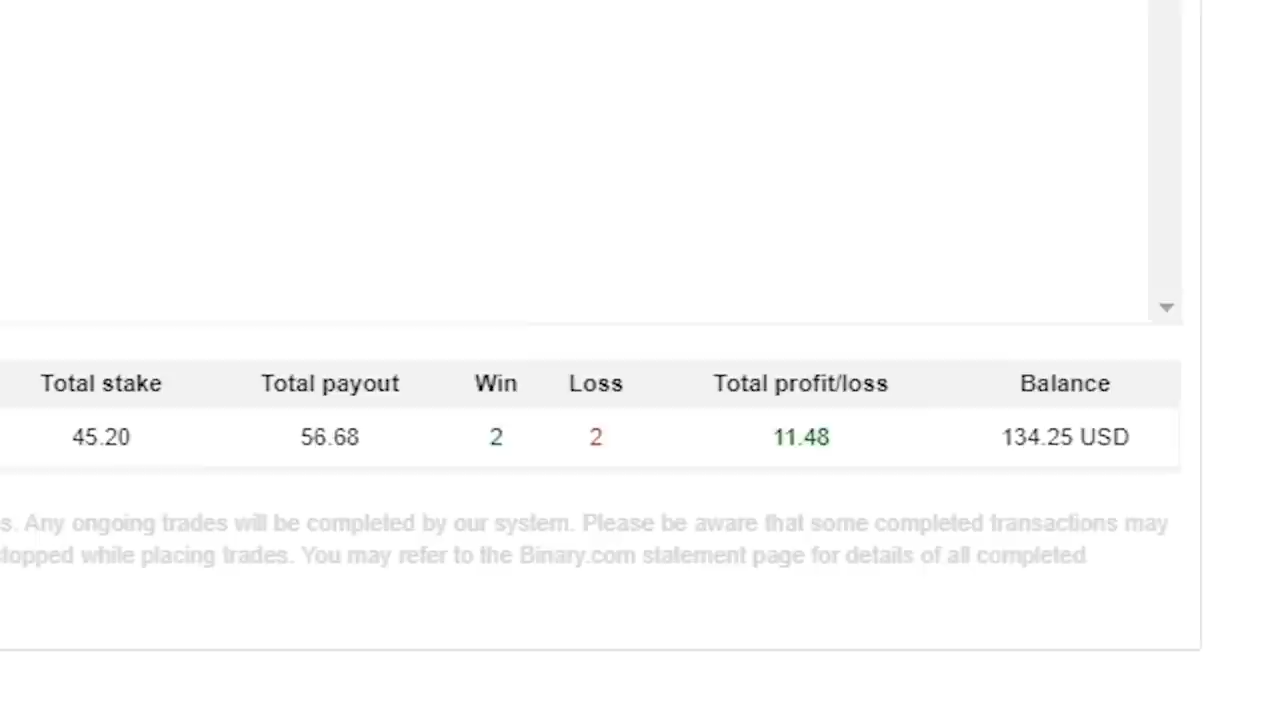 Total stake Total payout Win Loss Total profit/loss Balance
45.20 56.68 2 2 11.48 134.25 USD
s. Any ongoing trades will be completed by our system. Please be aware that some completed transactions may
stopped while placing trades. You may refer to the Binary.com statement page for details of all completed